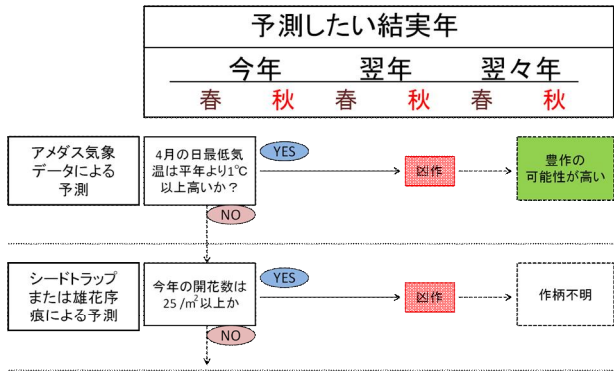 予測したい結実年
今年 翌年 翌々年
春 秋 春 秋 春 秋
アメダス気象
データによる
予測
4月の日最低気
温は平年より1℃
以上高いか？
YES
凶作
豊作の
可能性が高い
NO
シードトラップ
または雄花序
痕による予測
今年の開花数は
25 /m²以上か
YES
凶作
作柄不明
NO